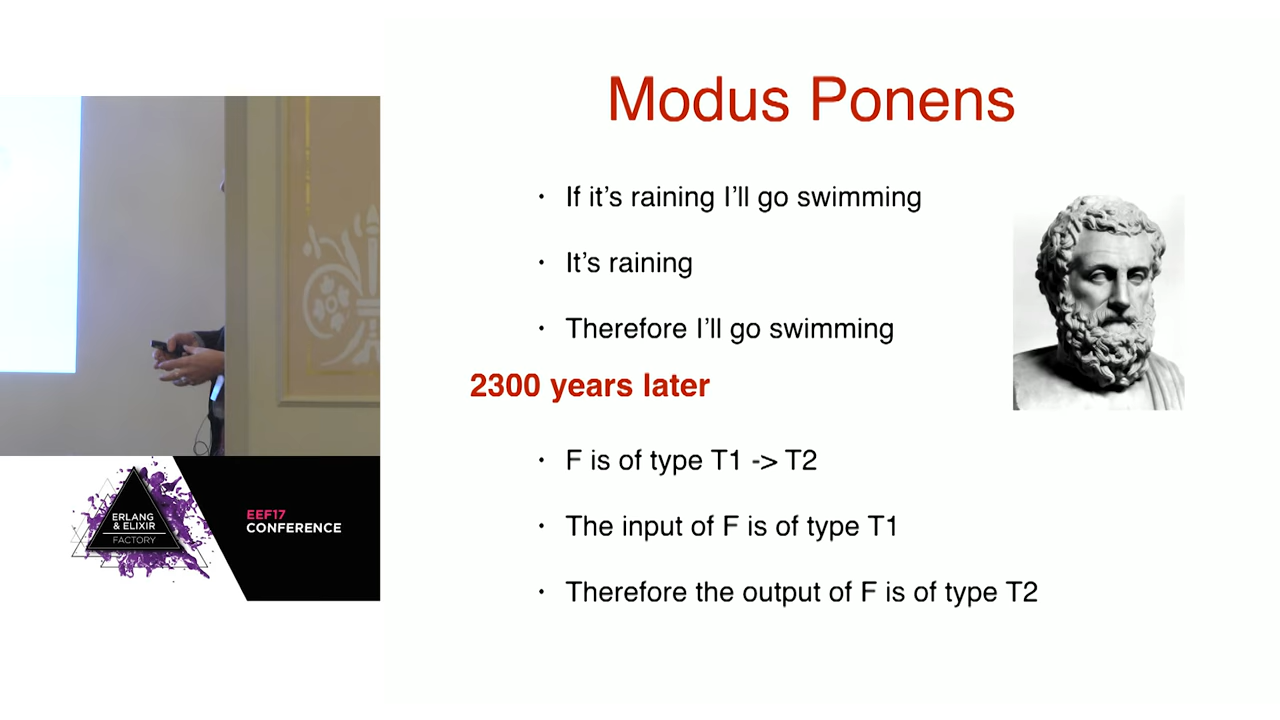 Modus Ponens
· If it’s raining I’ll go swimming
· It’s raining
· Therefore I’ll go swimming
2300 years later
· F is of type T1 -> T2
· The input of F is of type T1
· Therefore the output of F is of type T2
ERLANG
& ELIXIR
FACTORY
EEF17
CONFERENCE